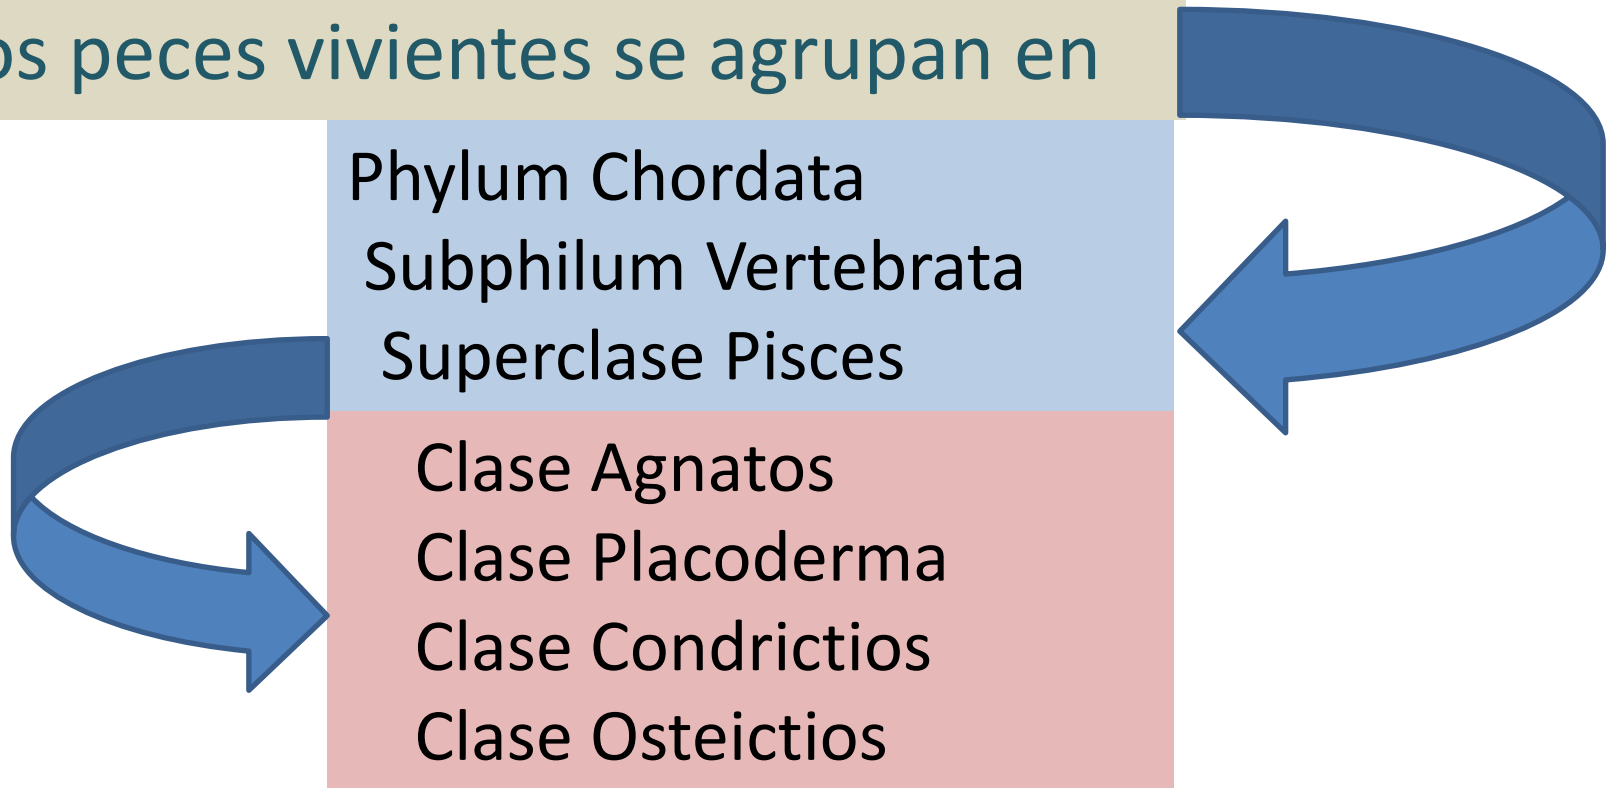 os peces vivientes se agrupan en
Phylum Chordata
Subphilum Vertebrata
Superclase Pisces
Clase Agnatos
Clase Placoderma
Clase Condrictios
Clase Osteictios